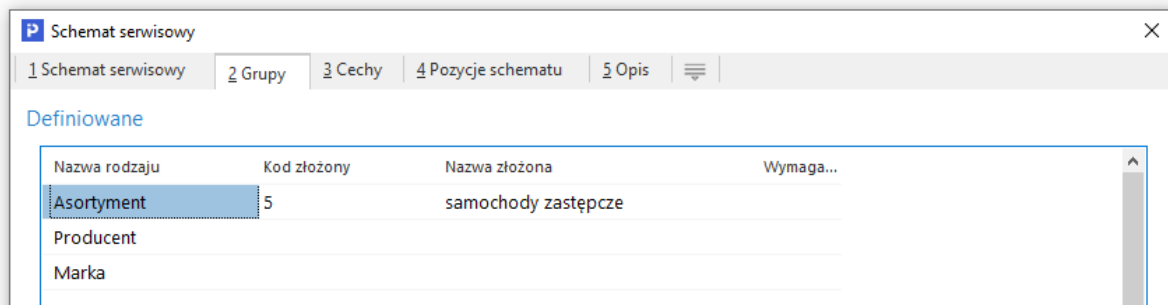 Schemat serwisowy
1 Schemat serwisowy 2 Grupy 3 Cechy 4 Pozycje schematu 5 Opis
Definiowane
Nazwa rodzaju Kod złożony Nazwa złożona Wymaga...
Asortyment 5 samochody zastępcze
Producent
Marka